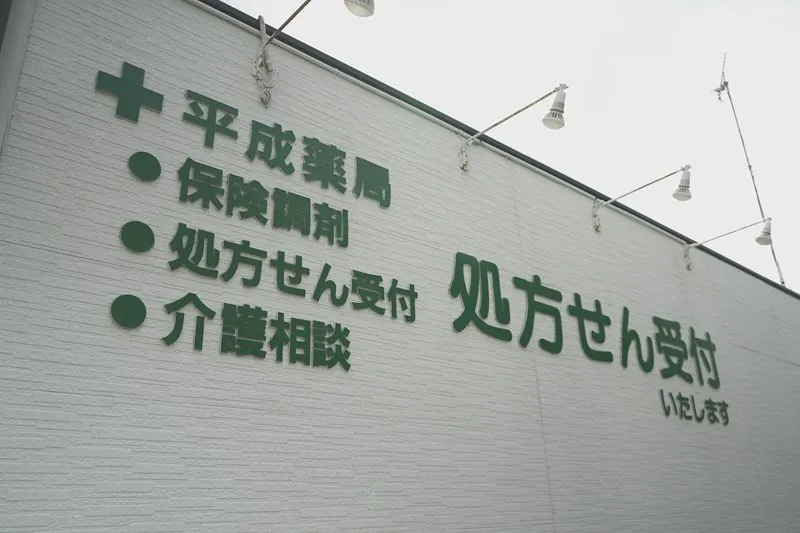 平成薬局
●保険調剤
●処方せん受付
●介護相談
処方せん受付
いたします